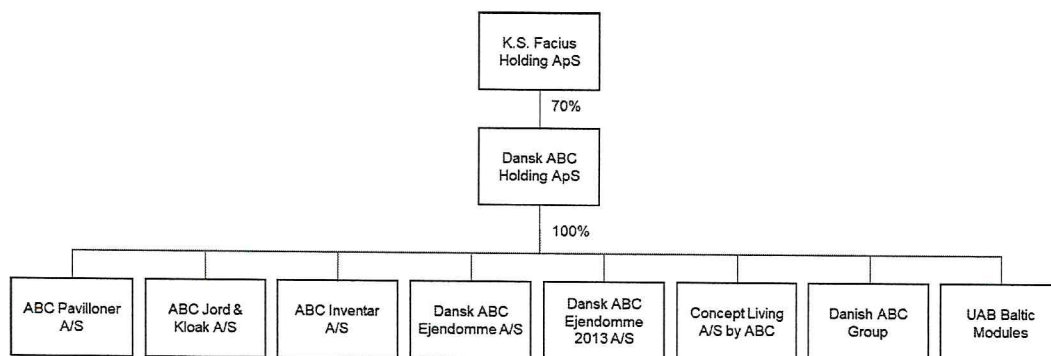 K.S. Facius
Holding ApS
70%
Dansk ABC
Holding ApS
100%
ABC Pavilloner
A/S
ABC Jord &
Kloak A/S
ABC Inventar
A/S
Dansk ABC
Ejendomme A/S
Dansk ABC
Ejendomme
2013 A/S
Concept Living
A/S by ABC
Danish ABC
Group
UAB Baltic
Modules